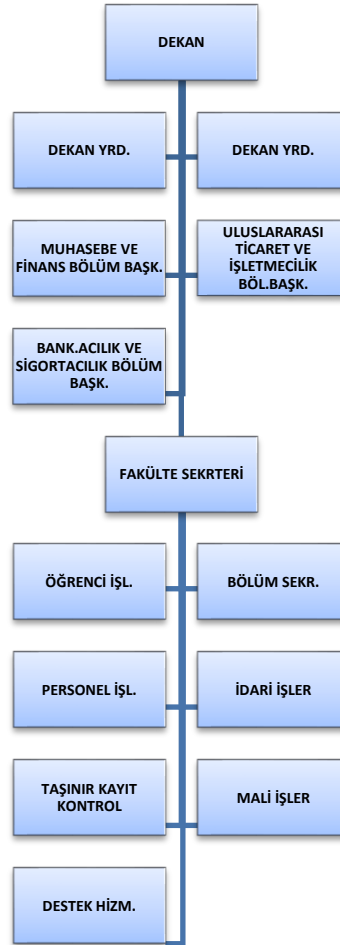 DEKAN
DEKAN YRD.
DEKAN YRD.
MUHASEBE VE
FİNANS BÖLÜM BAŞK.
ULUSLARARASI
TİCARET VE
İŞLETMECİLİK
BÖL.BAŞK.
BANK.ACILIK VE
SİGORTACILIK BÖLÜM
BAŞK.
FAKÜLTE SEKRTERİ
ÖĞRENCİ İŞL.
BÖLÜM SEKR.
PERSONEL İŞL.
İDARİ İŞLER
TAŞINIR KAYIT
KONTROL
MALİ İŞLER
DESTEK HİZM.